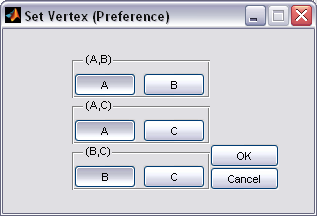 Set Vertex (Preference)
(A,B)
A B
(A,C)
A C
(B,C)
B C
OK
Cancel